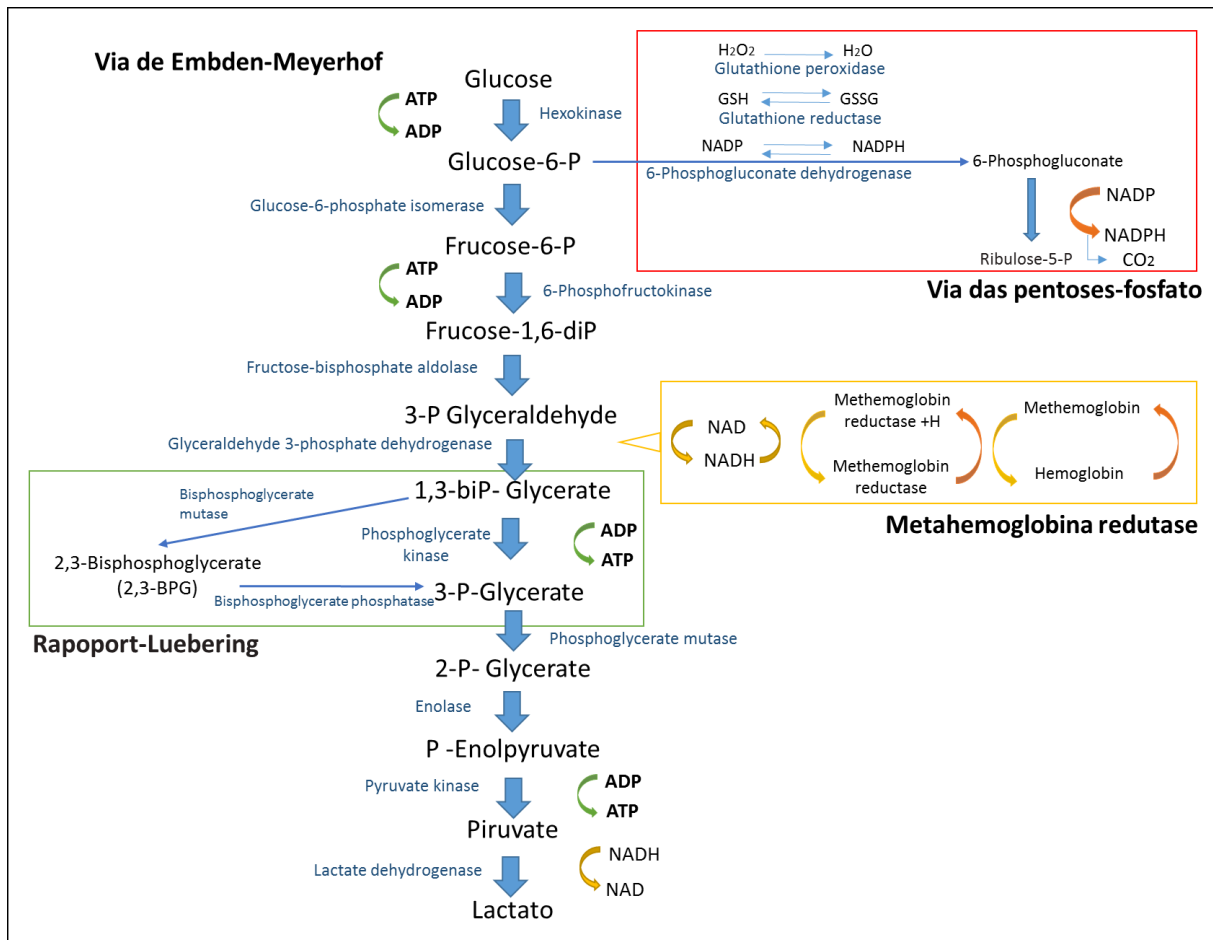 Via de Embden-Meyerhof
Glucose
ATP
ADP
Hexokinase
Glucose-6-P
Glucose-6-phosphate isomerase
Frucose-6-P
ATP
ADP
6-Phosphofructokinase
Frucose-1,6-diP
Fructose-bisphosphate aldolase
3-P Glyceraldehyde
Glyceraldehyde 3-phosphate dehydrogenase
H2O2
H2O
Glutathione peroxidase
GSH
GSSG
Glutathione reductase
NADP
NADPH
6-Phosphogluconate dehydrogenase
6-Phosphogluconate
NADP
NADPH
Ribulose-5-P
CO2
Via das pentoses-fosfato
NAD
NADH
Methemoglobin
reductase +H
Methemoglobin
reductase
Methemoglobin
Hemoglobin
Metahemoglobina redutase
1,3-biP- Glycerate
Bisphosphoglycerate
mutase
Phosphoglycerate
kinase
ADP
ATP
2,3-Bisphosphoglycerate
(2,3-BPG)
Bisphosphoglycerate phosphatase
3-P-Glycerate
Rapoport-Luebering
Phosphoglycerate mutase
2-P- Glycerate
Enolase
P -Enolpyruvate
Pyruvate kinase
ADP
ATP
Piruvate
Lactate dehydrogenase
NADH
NAD
Lactato